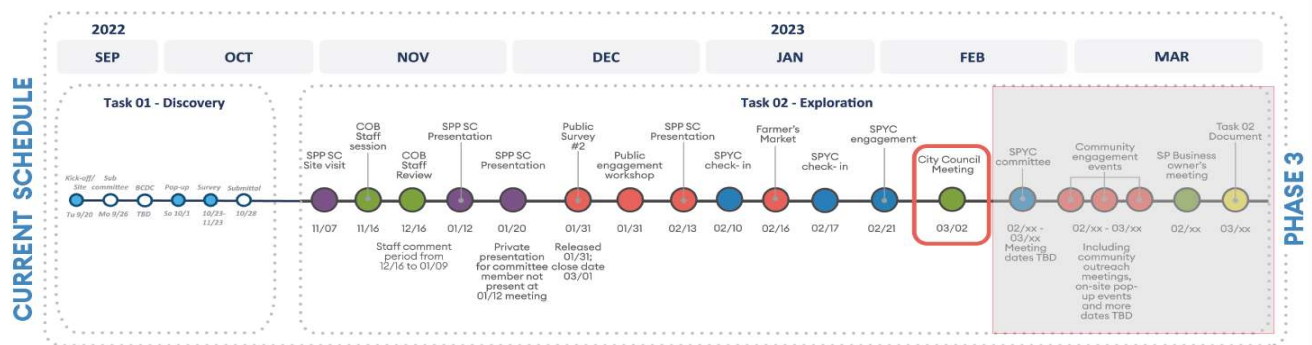 2022
2023
SEP
OCT
NOV
DEC
JAN
FEB
MAR
CURRENT SCHEDULE
Task 01 - Discovery
Kick-off/
Site
Tu 9/20
Sub
committee
Mo 9/26
BCDC
TBD
Pop-up
Sa 10/1
Survey
10/23-
11/23
Submittal
10/28
Task 02 - Exploration
SPP SC
Site visit
11/07
COB
Staff
session
11/16
COB
Staff
Review
12/16
Staff comment
period from
12/16 to 01/09
SPP SC
Presentation
01/12
SPP SC
Presentation
01/20
Private
presentation
for committee
member not
present at
01/12 meeting
Public
Survey
#2
01/31
Released
01/31;
close date
03/01
Public
engagement
workshop
01/31
SPP SC
Presentation
02/13
SPYC
check- in
02/10
Farmer's
Market
02/16
SPYC
check- in
02/17
SPYC
engagement
02/21
City Council
Meeting
03/02
SPYC
committee
02/xx -
03/xx
Meeting
dates TBD
Community
engagement
events
02/xx - 03/xx
Including
community
outreach
meetings,
on-site pop-
up events
and more
dates TBD
SP Business
owner's
meeting
02/xx
Task 02
Document
03/xx
PHASE 3